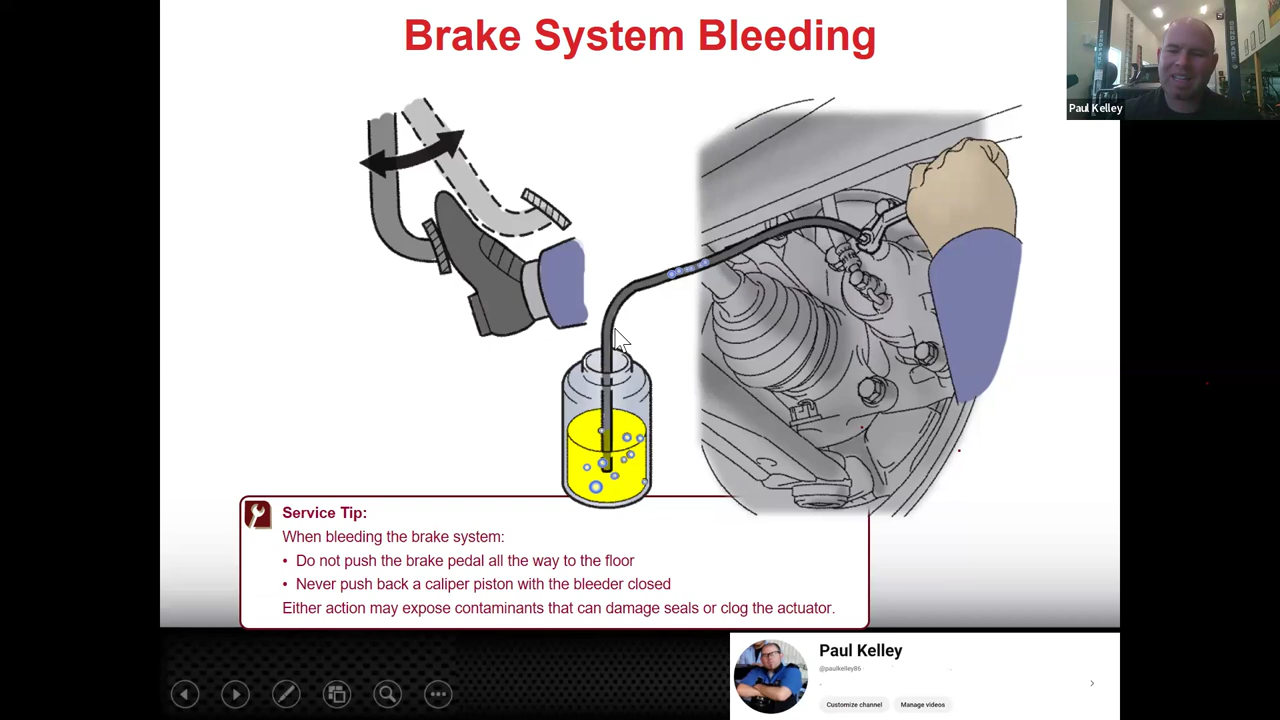 Brake System Bleeding
Paul Kelley
Service Tip:
When bleeding the brake system:
• Do not push the brake pedal all the way to the floor
• Never push back a caliper piston with the bleeder closed
Either action may expose contaminants that can damage seals or clog the actuator.
Paul Kelley
@paulkelley86
Customize channel
Manage videos